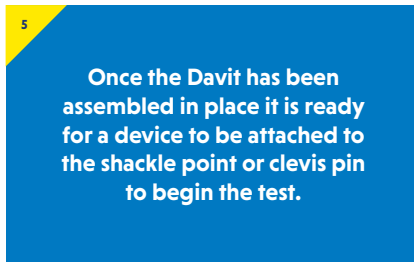 5
Once the Davit has been
assembled in place it is ready
for a device to be attached to
the shackle point or clevis pin
to begin the test.